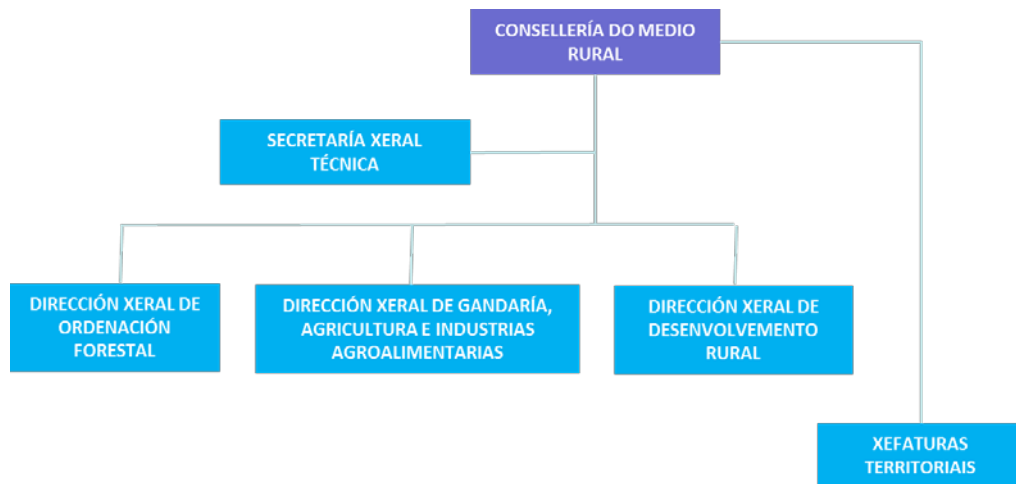 CONSELLERÍA DO MEDIO
RURAL
SECRETARÍA XERAL
TÉCNICA
DIRECCIÓN XERAL DE
ORDENACIÓN
FORESTAL
DIRECCIÓN XERAL DE GANDARÍA,
AGRICULTURA E INDUSTRIAS
AGROALIMENTARIAS
DIRECCIÓN XERAL DE
DESENVOLVEMENTO
RURAL
XEFATURAS
TERRITORIAIS